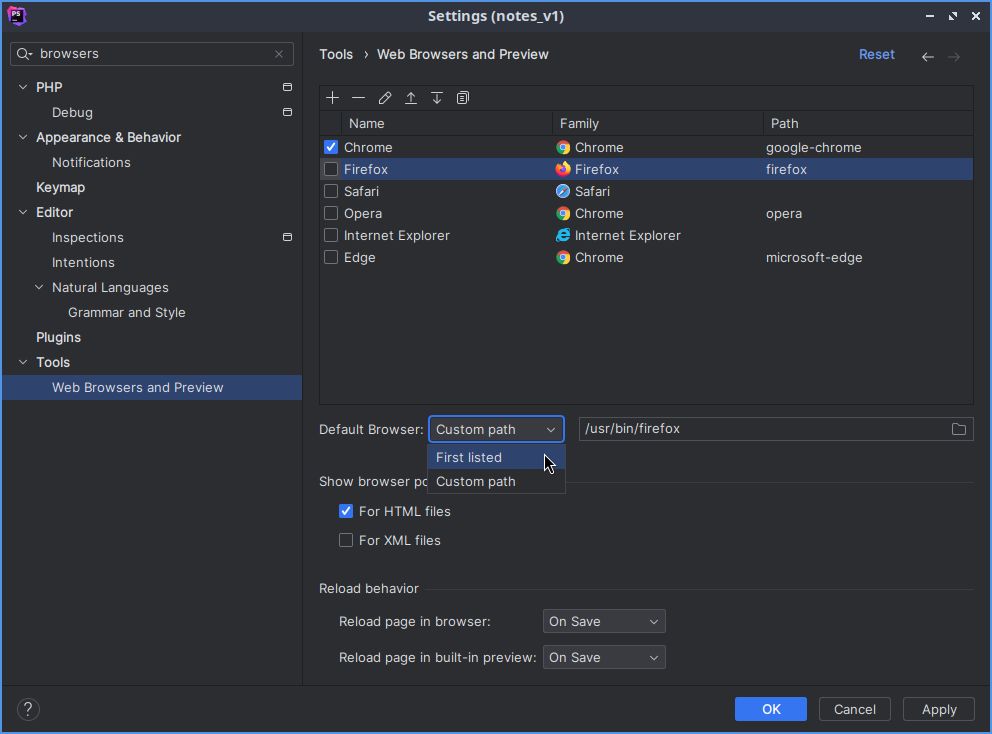 PS
Settings (notes_v1)
browsers
Tools › Web Browsers and Preview
Reset
PHP
Debug
Appearance & Behavior
Notifications
Keymap
Editor
Inspections
Intentions
Natural Languages
Grammar and Style
Plugins
Tools
Web Browsers and Preview
Name Family Path
Chrome Chrome google-chrome
Firefox Firefox firefox
Safari Safari
Opera Chrome opera
Internet Explorer Internet Explorer
Edge Chrome microsoft-edge
Default Browser: Custom path /usr/bin/firefox
First listed
Custom path
Show browser po
For HTML files
For XML files
Reload behavior
Reload page in browser: On Save
Reload page in built-in preview: On Save
?
OK Cancel Apply